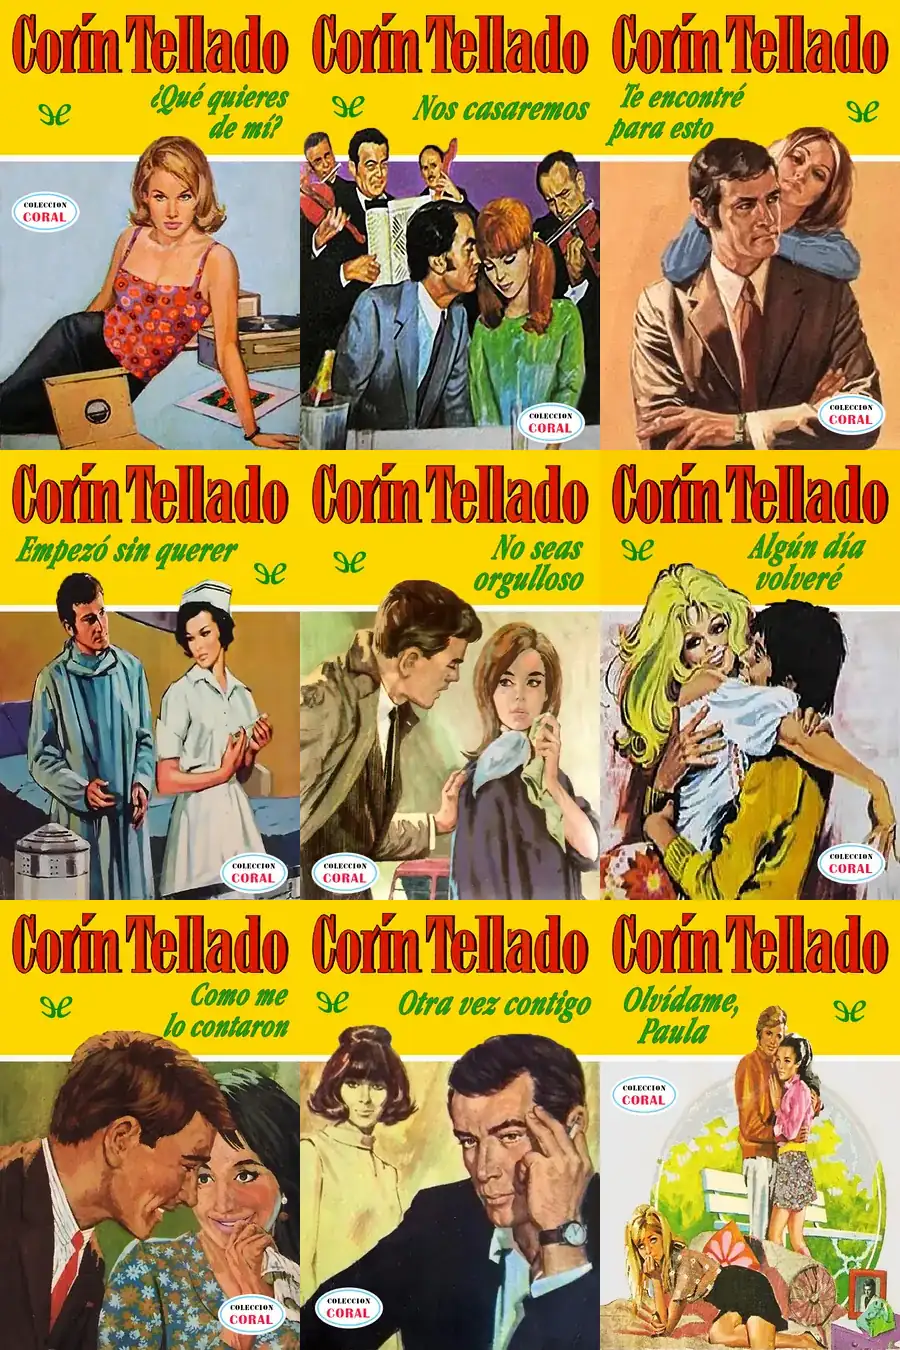 Corín Tellado
¿Qué quieres
de mí?
COLECCION
CORAL
Corín Tellado
Nos casaremos
COLECCION
CORAL
Corín Tellado
Te encontré
para esto
COLECCION
CORAL
Corín Tellado
Empezó sin querer
COLECCION
CORAL
Corín Tellado
No seas
orgulloso
COLECCION
CORAL
Corín Tellado
Algún día
volveré
COLECCION
CORAL
Corín Tellado
Como me
lo contaron
COLECCION
CORAL
Corín Tellado
Otra vez contigo
COLECCION
CORAL
Corín Tellado
Olvídame,
Paula
COLECCION
CORAL